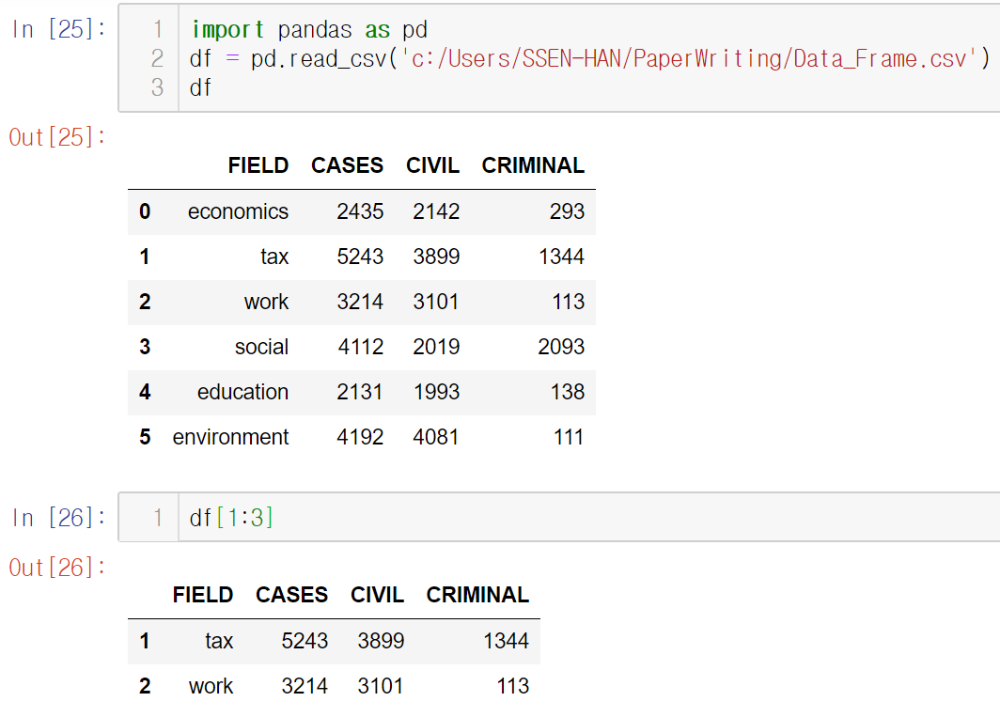 In [25]:
1 import pandas as pd
2 df = pd.read_csv('c:/Users/SSEN-HAN/PaperWriting/Data_Frame.csv')
3 df
Out[25]:
FIELD CASES CIVIL CRIMINAL
0 economics 2435 2142 293
1 tax 5243 3899 1344
2 work 3214 3101 113
3 social 4112 2019 2093
4 education 2131 1993 138
5 environment 4192 4081 111
In [26]:
1 df[1:3]
Out[26]:
FIELD CASES CIVIL CRIMINAL
1 tax 5243 3899 1344
2 work 3214 3101 113